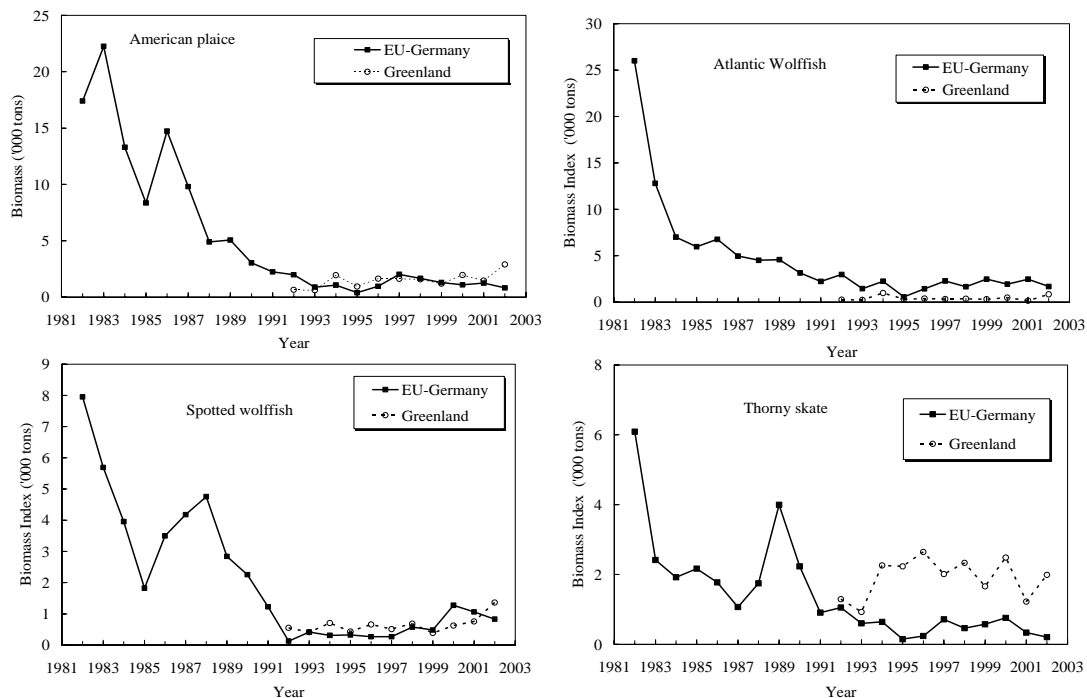 American plaice
EU-Germany
Greenland
Biomass ('000 tons)
25
20
15
10
5
0
1981 1983 1985 1987 1989 1991 1993 1995 1997 1999 2001 2003
Year
Atlantic Wolffish
EU-Germany
Greenland
Biomass Index ('000 tons)
30
25
20
15
10
5
0
1981 1983 1985 1987 1989 1991 1993 1995 1997 1999 2001 2003
Year
Spotted wolffish
EU-Germany
Greenland
Biomass Index ('000 tons)
9
8
7
6
5
4
3
2
1
0
1981 1983 1985 1987 1989 1991 1993 1995 1997 1999 2001 2003
Year
Thorny skate
EU-Germany
Greenland
Biomass Index ('000 tons)
8
6
4
2
0
1981 1983 1985 1987 1989 1991 1993 1995 1997 1999 2001 2003
Year